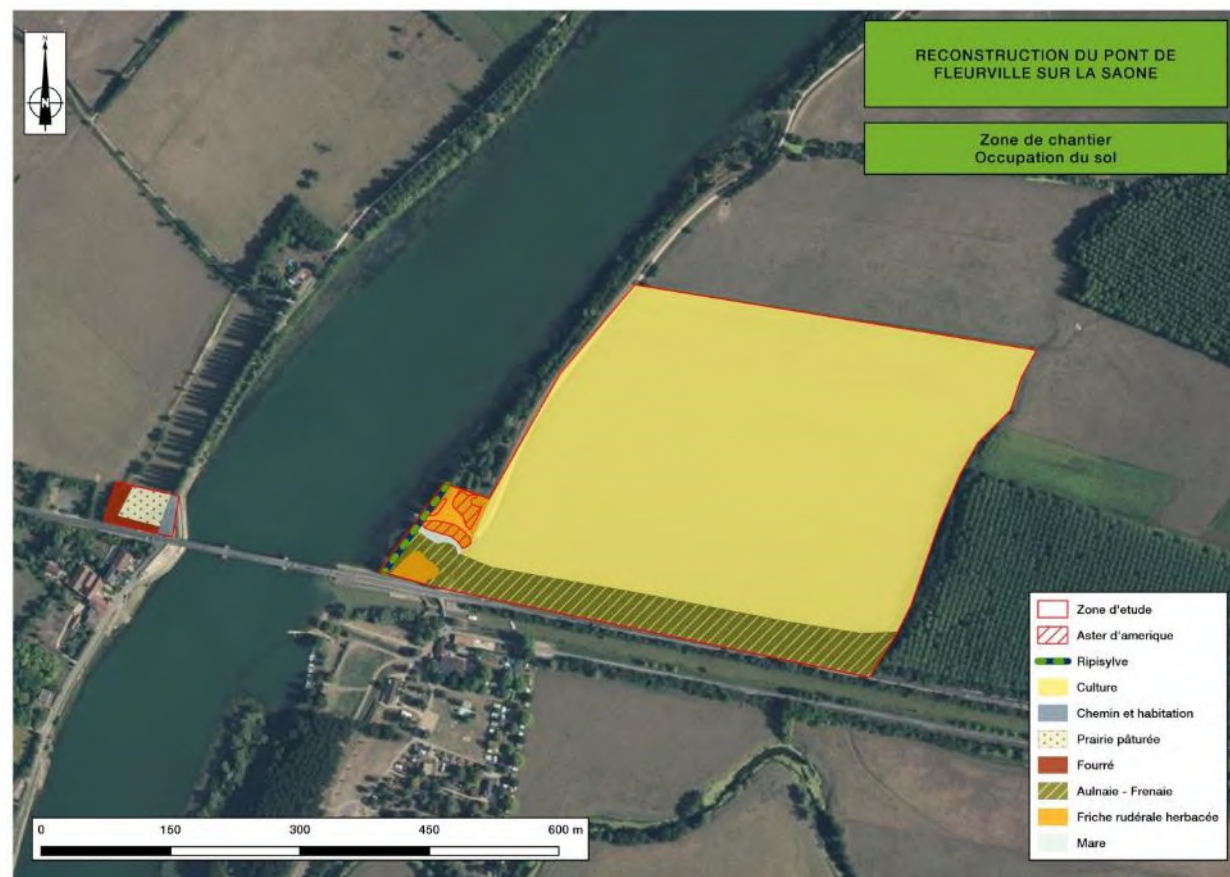 N
N
RECONSTRUCTION DU PONT DE
FLEURVILLE SUR LA SAONE
Zone de chantier
Occupation du sol
Zone d'etude
Aster d'amerique
Ripisylve
Culture
Chemin et habitation
Prairie pâturée
Fourré
Aulnaie - Frenaie
Friche rudérale herbacée
Mare
0 150 300 450 600 m